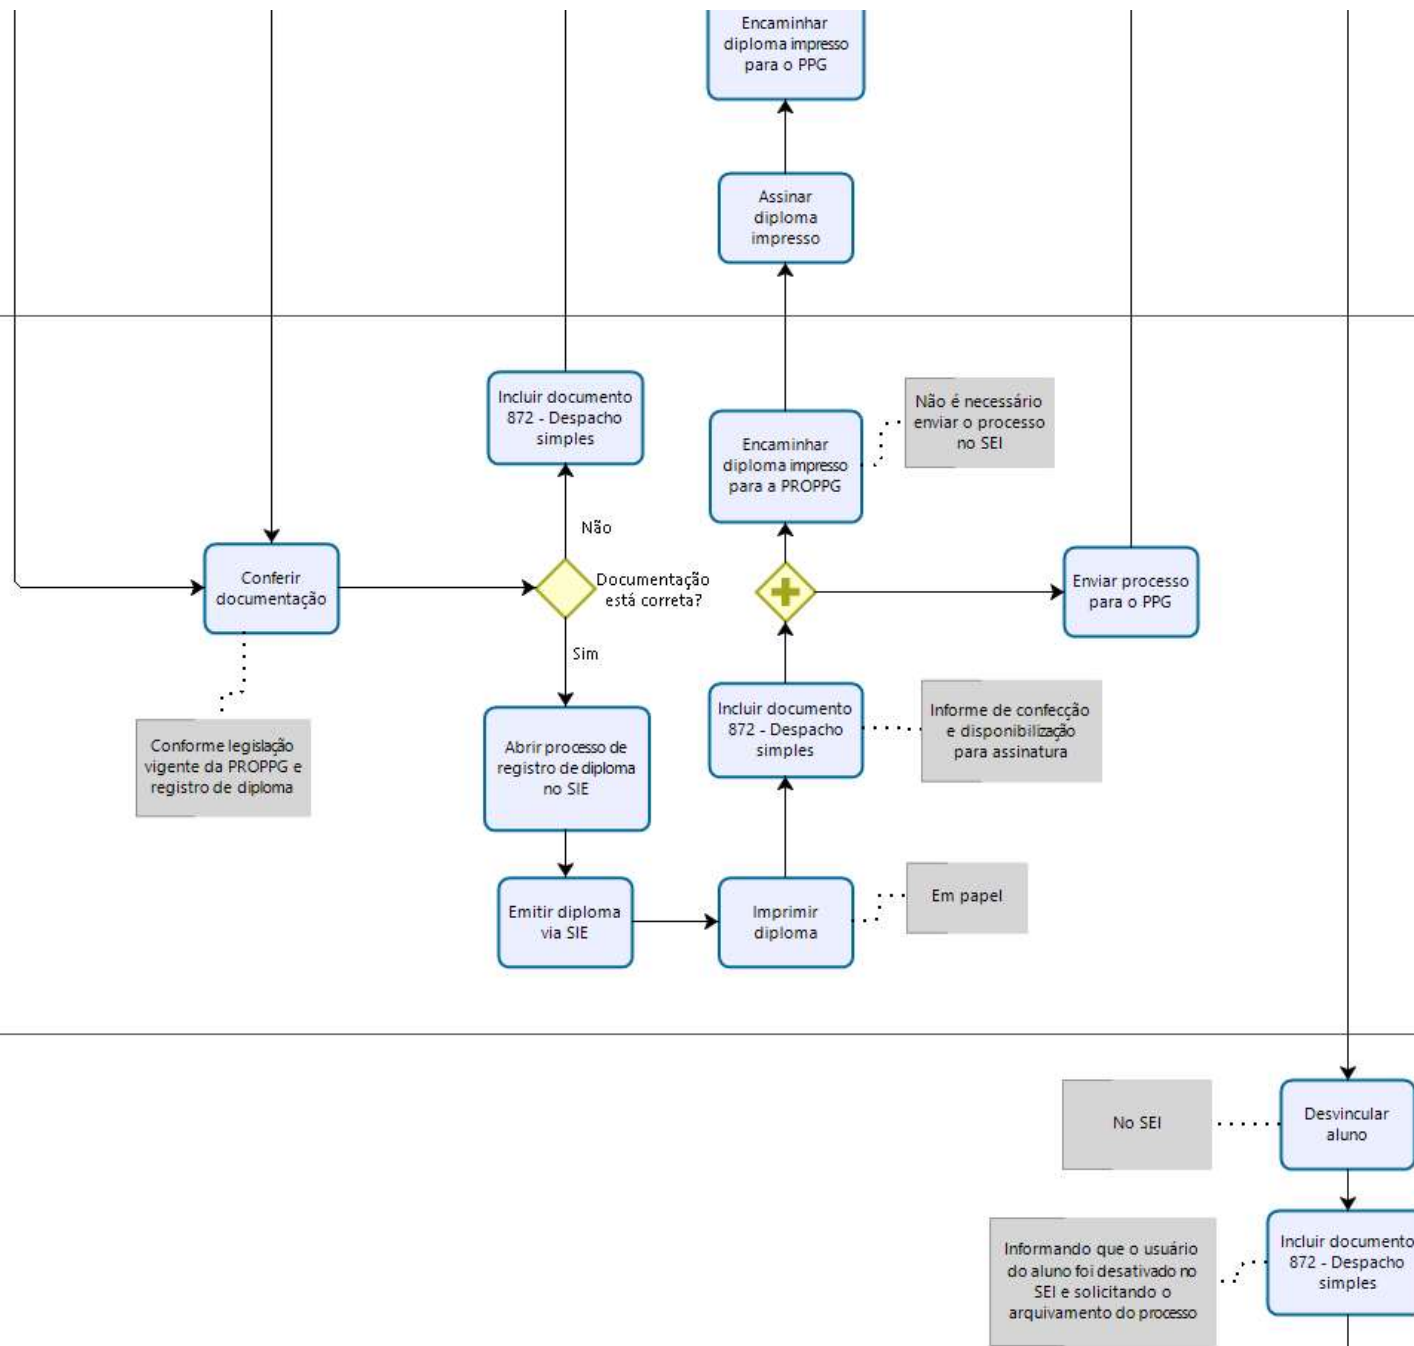 Encaminhar
diploma impresso
para o PPG
Assinar
diploma
impresso
Incluir documento
872 - Despacho
simples
Não é necessário
enviar o processo
no SEI
Encaminhar
diploma impresso
para a PROPPG
Não
Conferir
documentação
Documentação
está correta?
Enviar processo
para o PPG
Sim
Conforme legislação
vigente da PROPPG e
registro de diploma
Abrir processo de
registro de diploma
no SIE
Incluir documento
872 - Despacho
simples
Informe de confecção
e disponibilização
para assinatura
Emitir diploma
via SIE
Imprimir
diploma
Em papel
No SEI
Desvincular
aluno
Informando que o usuário
do aluno foi desativado no
SEI e solicitando o
arquivamento do processo
Incluir documento
872 - Despacho
simples